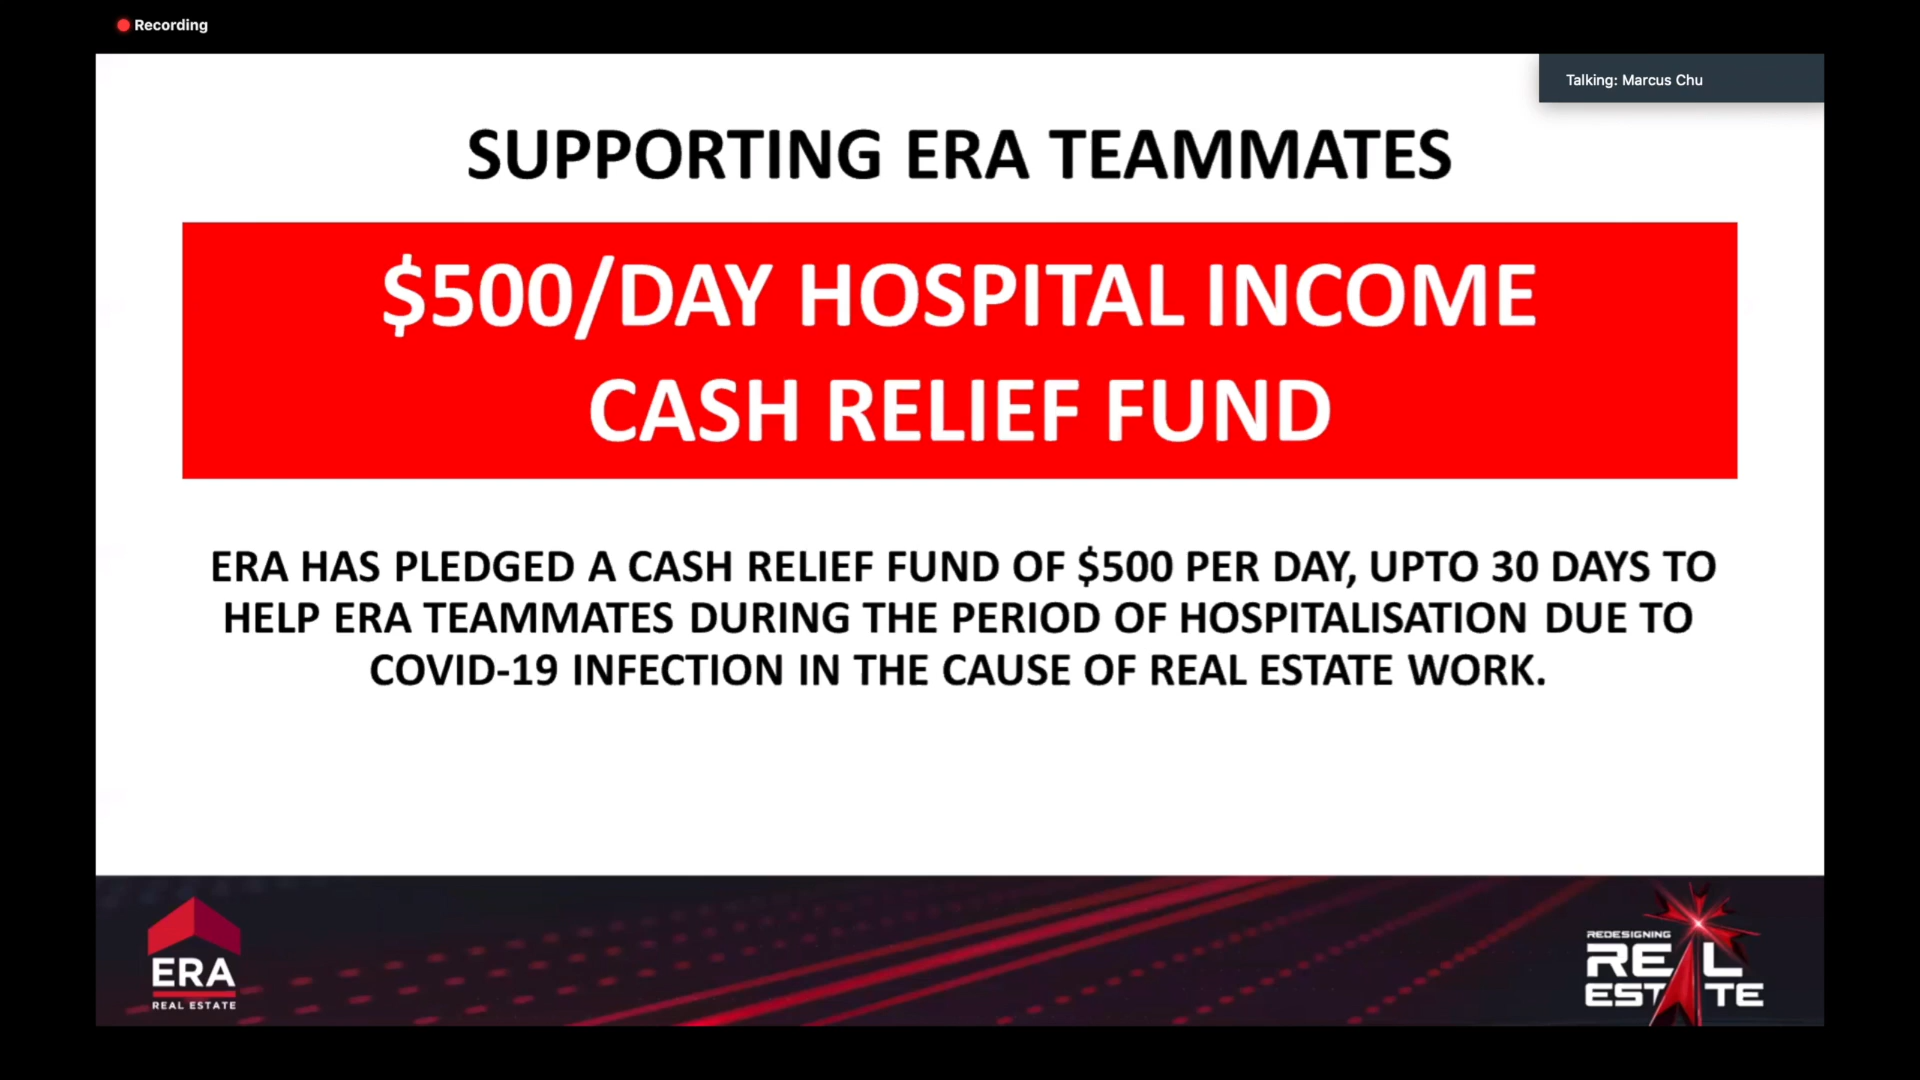 Recording
Talking: Marcus Chu
SUPPORTING ERA TEAMMATES
$500/DAY HOSPITAL INCOME
CASH RELIEF FUND
ERA HAS PLEDGED A CASH RELIEF FUND OF $500 PER DAY, UPTO 30 DAYS TO
HELP ERA TEAMMATES DURING THE PERIOD OF HOSPITALISATION DUE TO
COVID-19 INFECTION IN THE CAUSE OF REAL ESTATE WORK.
ERA
REAL ESTATE
REDESIGNING
REAL
ESTATE